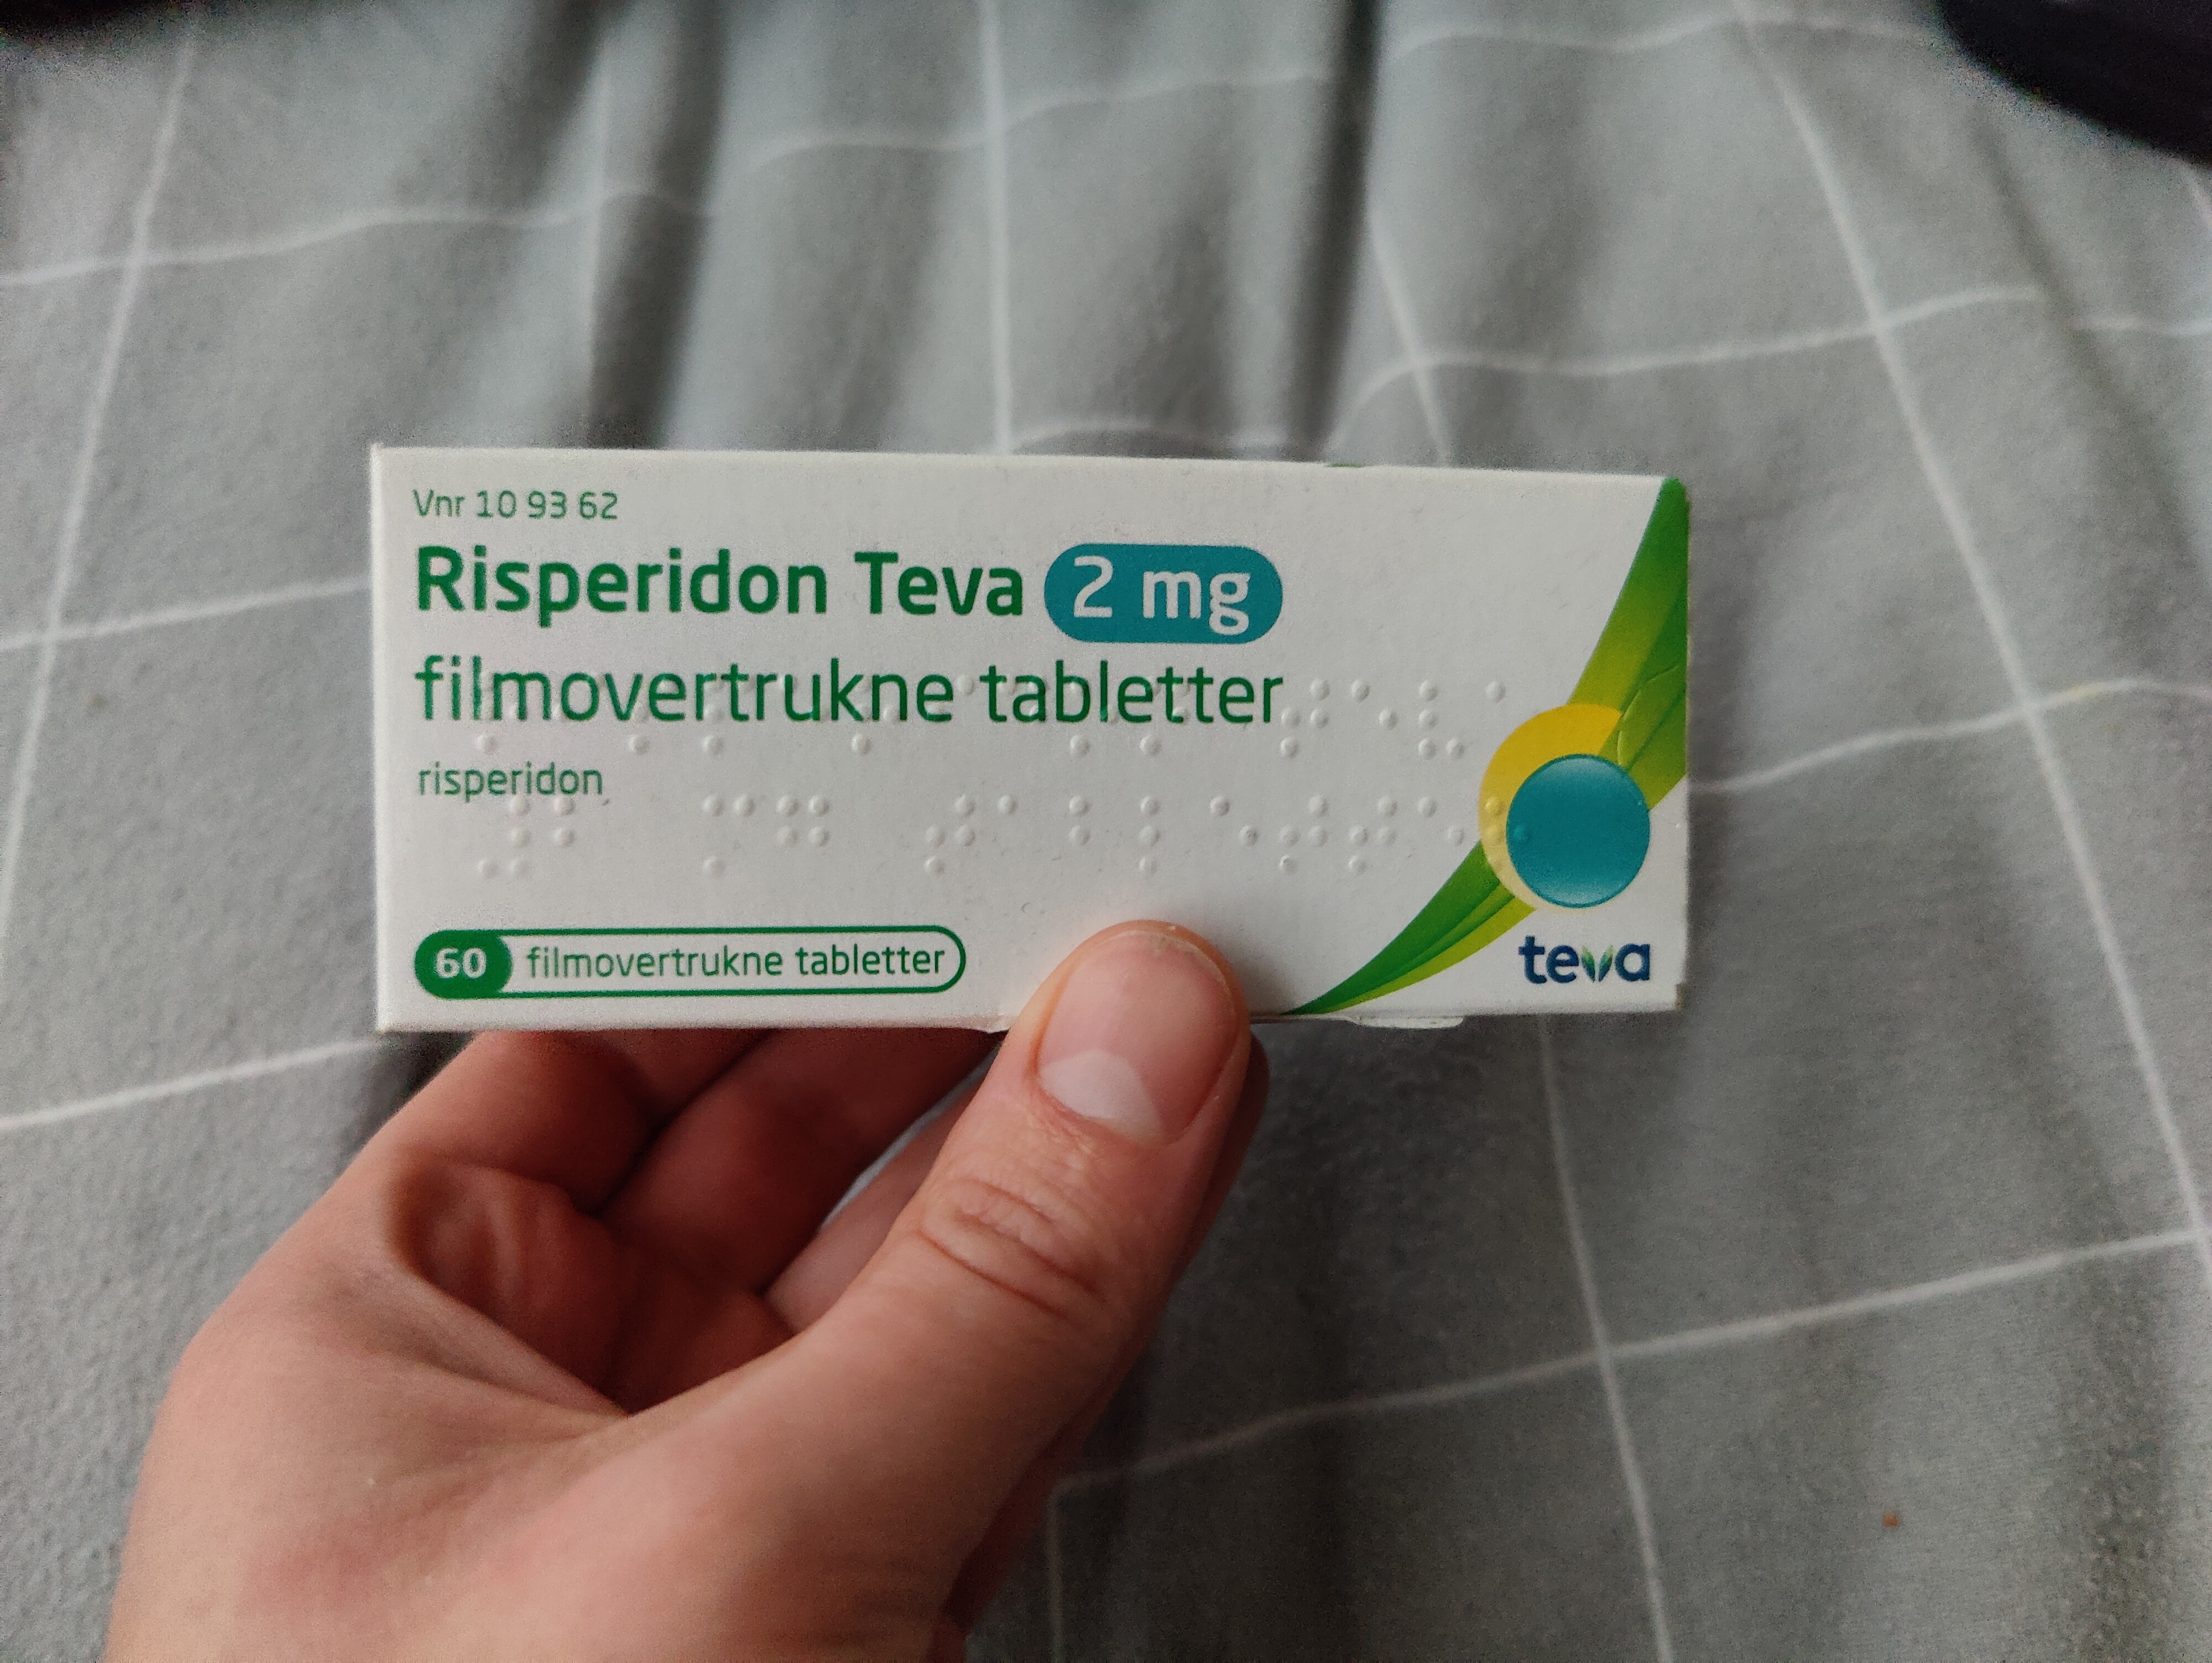 Vnr 10 93 62
Risperidon Teva 2 mg
filmovertrukne tabletter
risperidon
60 filmovertrukne tabletter
teva